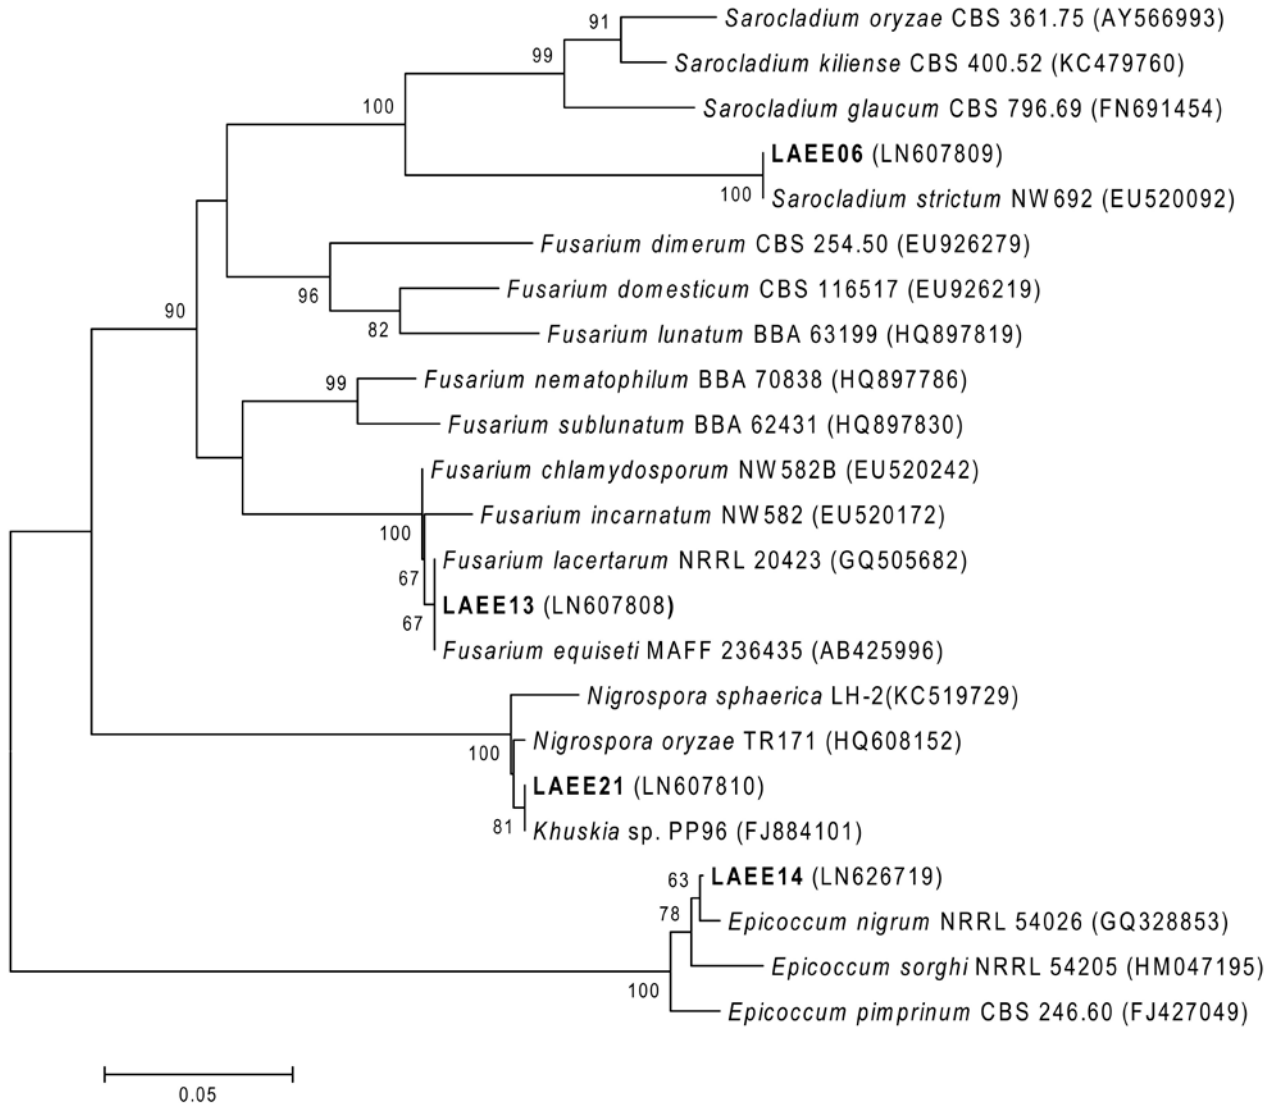 91
Sarocladium oryzae CBS 361.75 (AY566993)
99
Sarocladium kiliense CBS 400.52 (KC479760)
100
Sarocladium glaucum CBS 796.69 (FN691454)
LAEE06 (LN607809)
100
Sarocladium strictum NW692 (EU520092)
Fusarium dimerum CBS 254.50 (EU926279)
96
Fusarium domesticum CBS 116517 (EU926219)
90
82
Fusarium lunatum BBA 63199 (HQ897819)
99
Fusarium nematophilum BBA 70838 (HQ897786)
Fusarium sublunatum BBA 62431 (HQ897830)
Fusarium chlamydosporum NW582B (EU520242)
Fusarium incarnatum NW582 (EU520172)
100
Fusarium lacertarum NRRL 20423 (GQ505682)
67
LAEE13 (LN607808)
67
Fusarium equiseti MAFF 236435 (AB425996)
Nigrospora sphaerica LH-2(KC519729)
Nigrospora oryzae TR171 (HQ608152)
100
LAEE21 (LN607810)
81
Khuskia sp. PP96 (FJ884101)
63
LAEE14 (LN626719)
78
Epicoccum nigrum NRRL 54026 (GQ328853)
Epicoccum sorghi NRRL 54205 (HM047195)
100
Epicoccum pimprinum CBS 246.60 (FJ427049)
0.05